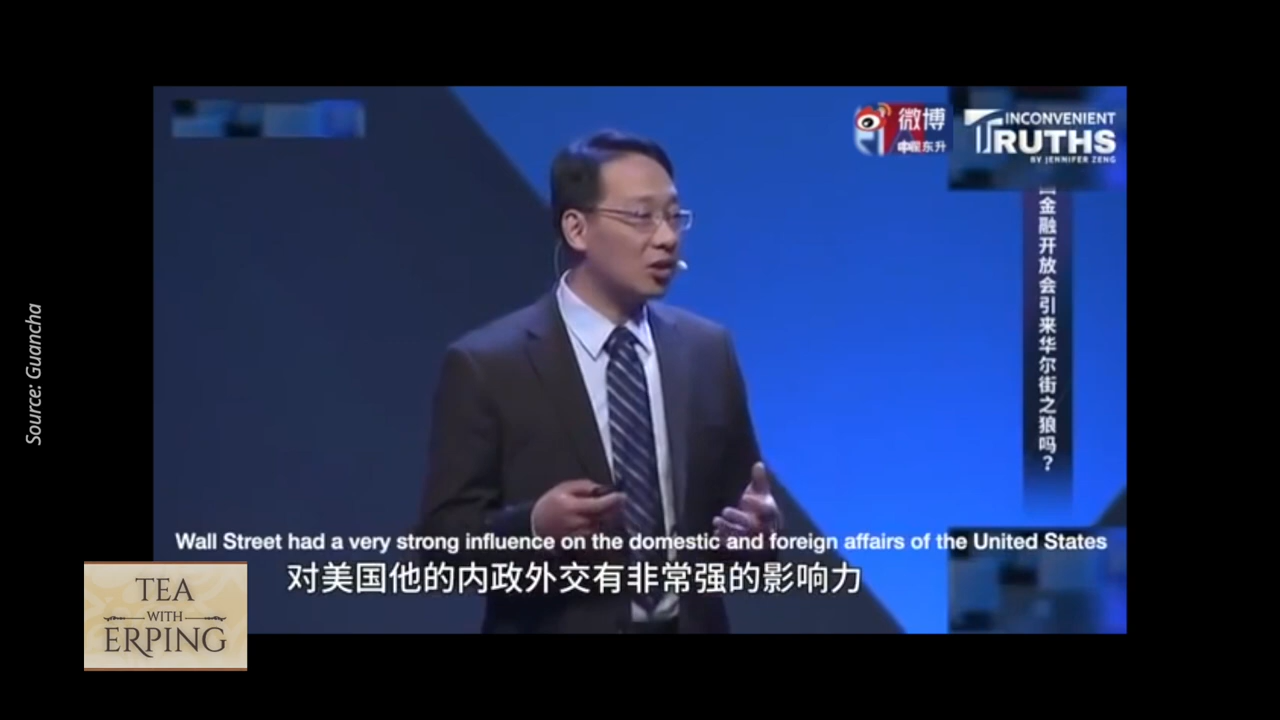 微博
中国东升
INCONVENIENT
TRUTHS
BY JENNIFER ZENG
金融开放会引来华尔街之狼吗？
Source: Guancha
Wall Street had a very strong influence on the domestic and foreign affairs of the United States
对美国他的内政外交有非常强的影响力
TEA
WITH
ERPING